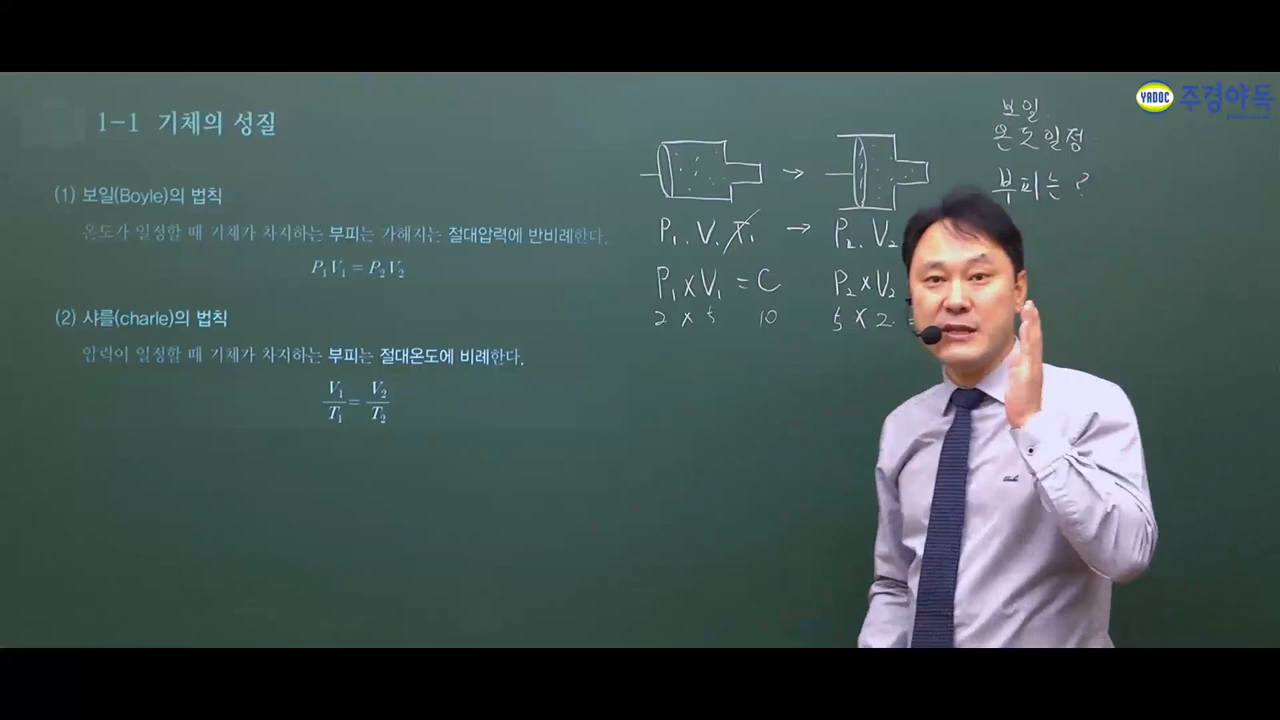 1-1 기체의 성질
(1) 보일(Boyle)의 법칙
온도가 일정할 때 기체가 차지하는 부피는 가해지는 절대압력에 반비례한다.
P₁V₁ = P₂V₂
(2) 샤를(charle)의 법칙
압력이 일정할 때 기체가 차지하는 부피는 절대온도에 비례한다.
V₁/T₁ = V₂/T₂
→
P₁. V. T₁ → P₂. V₂
P₁ × V₁ = C P₂ × V₂
2 × 5 10 5 × 2 =
보일
온도일정
부피는?
YADOC 주경야독